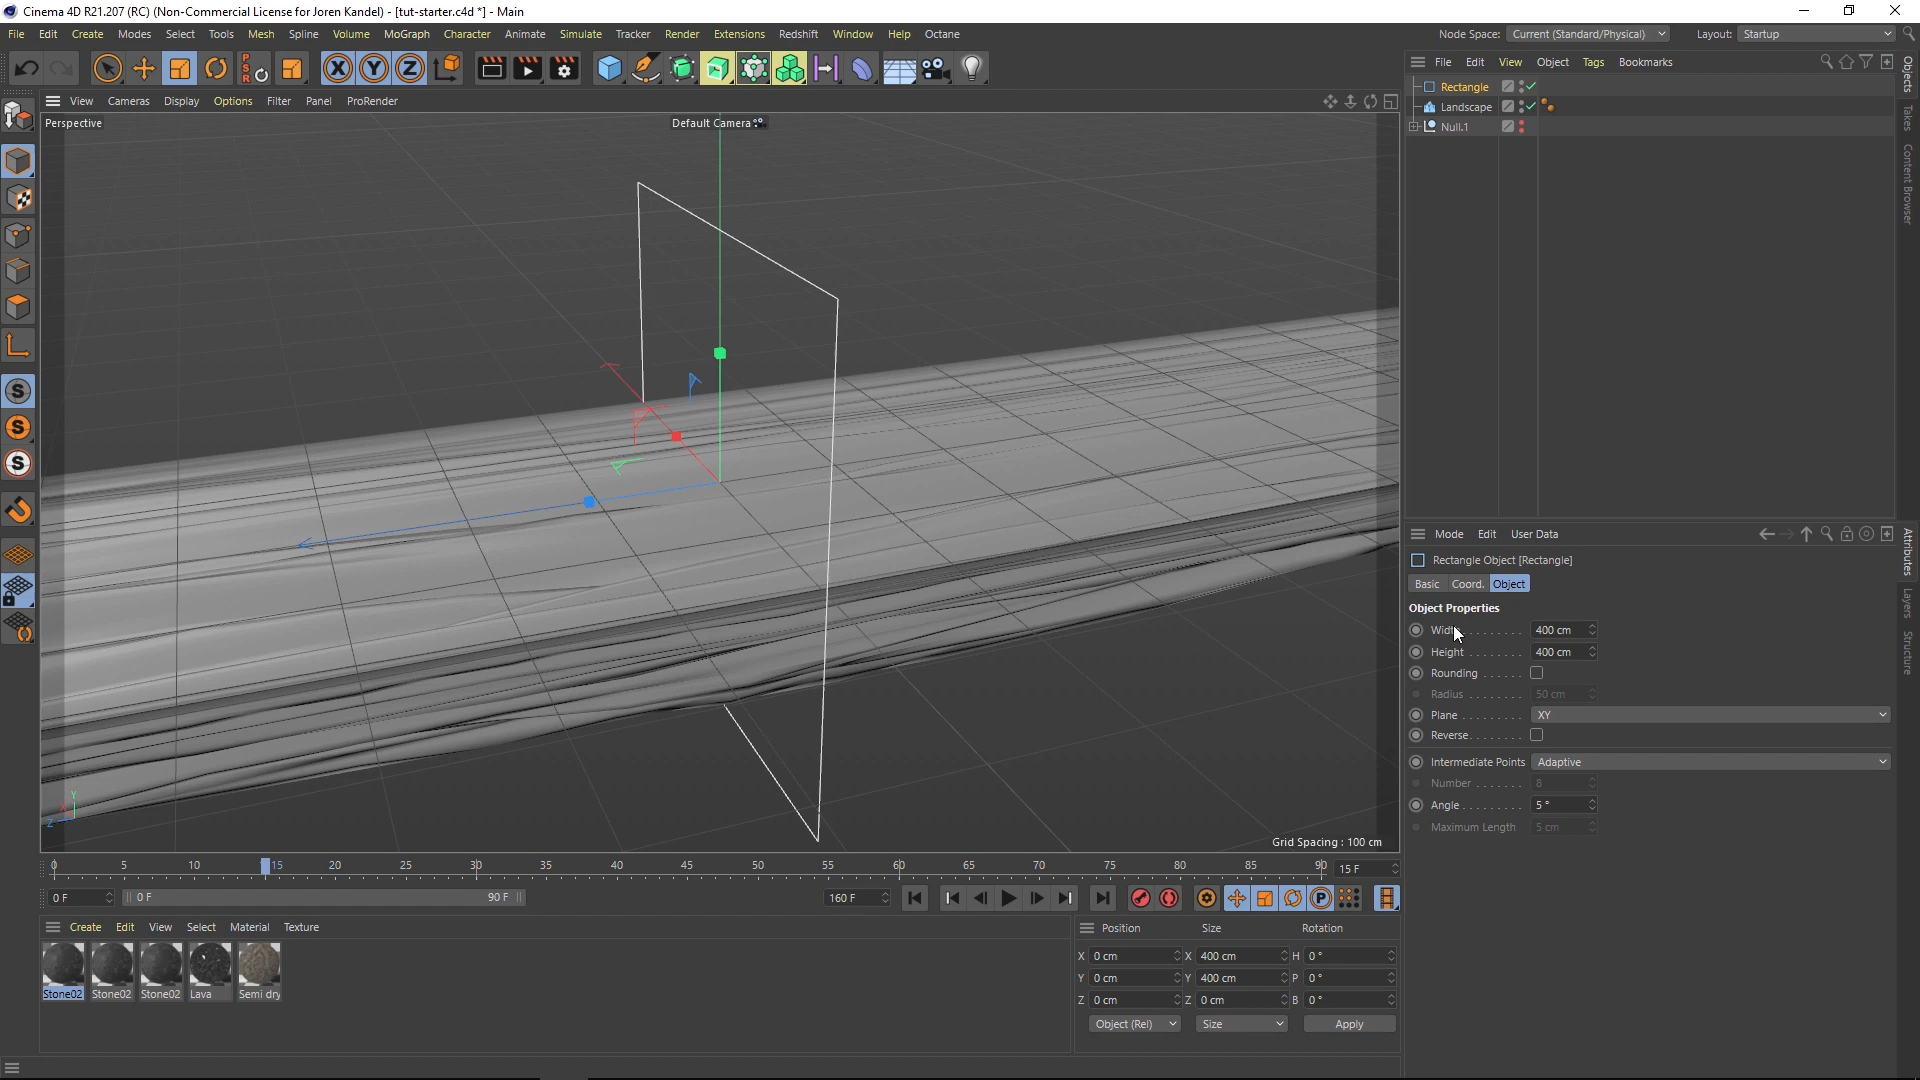 Cinema 4D R21.207 (RC) (Non-Commercial License for Joren Kandel) - [tut-starter.c4d *] - Main
File Edit Create Modes Select Tools Mesh Spline Volume MoGraph Character Animate Simulate Tracker Render Extensions Redshift Window Help Octane
Node Space: Current (Standard/Physical) Layout: Startup
PSR X Y Z
View Cameras Display Options Filter Panel ProRender
Perspective
Default Camera
File Edit View Object Tags Bookmarks
Rectangle
Landscape
Null.1
Objects
Takes
Content Browser
S
S
S
Y
X
Z
Grid Spacing : 100 cm
Mode Edit User Data
Rectangle Object [Rectangle]
Basic Coord. Object
Object Properties
Width 400 cm
Height 400 cm
Rounding
Radius 50 cm
Plane XY
Reverse
Intermediate Points Adaptive
Number 8
Angle 5 °
Maximum Length 5 cm
Attributes
Layers
Structure
0 5 10 15 20 25 30 35 40 45 50 55 60 65 70 75 80 85 90 15 F
0 F 0 F 90 F 160 F P
Create Edit View Select Material Texture
Stone02 Stone02 Stone02 Lava Semi dry
Position Size Rotation
X 0 cm X 400 cm H 0 °
Y 0 cm Y 400 cm P 0 °
Z 0 cm Z 0 cm B 0 °
Object (Rel) Size Apply